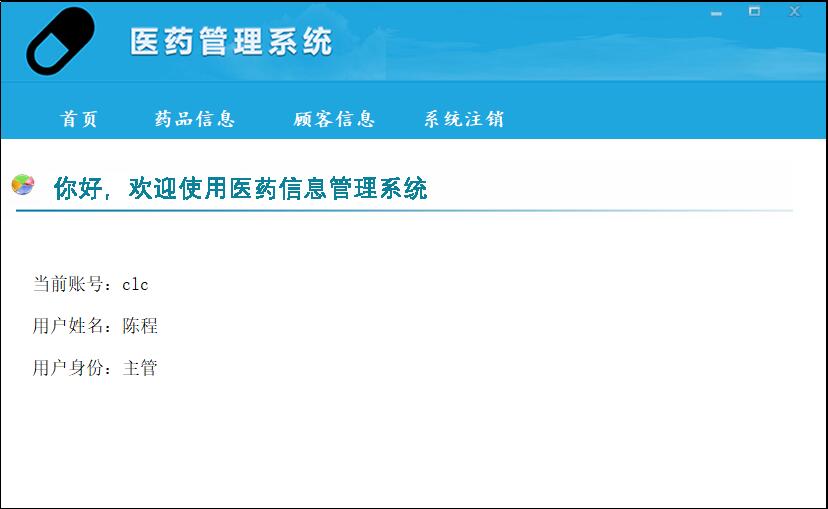 医药管理系统
首页 药品信息 顾客信息 系统注销
你好，欢迎使用医药信息管理系统
当前账号：clc
用户姓名：陈程
用户身份：主管